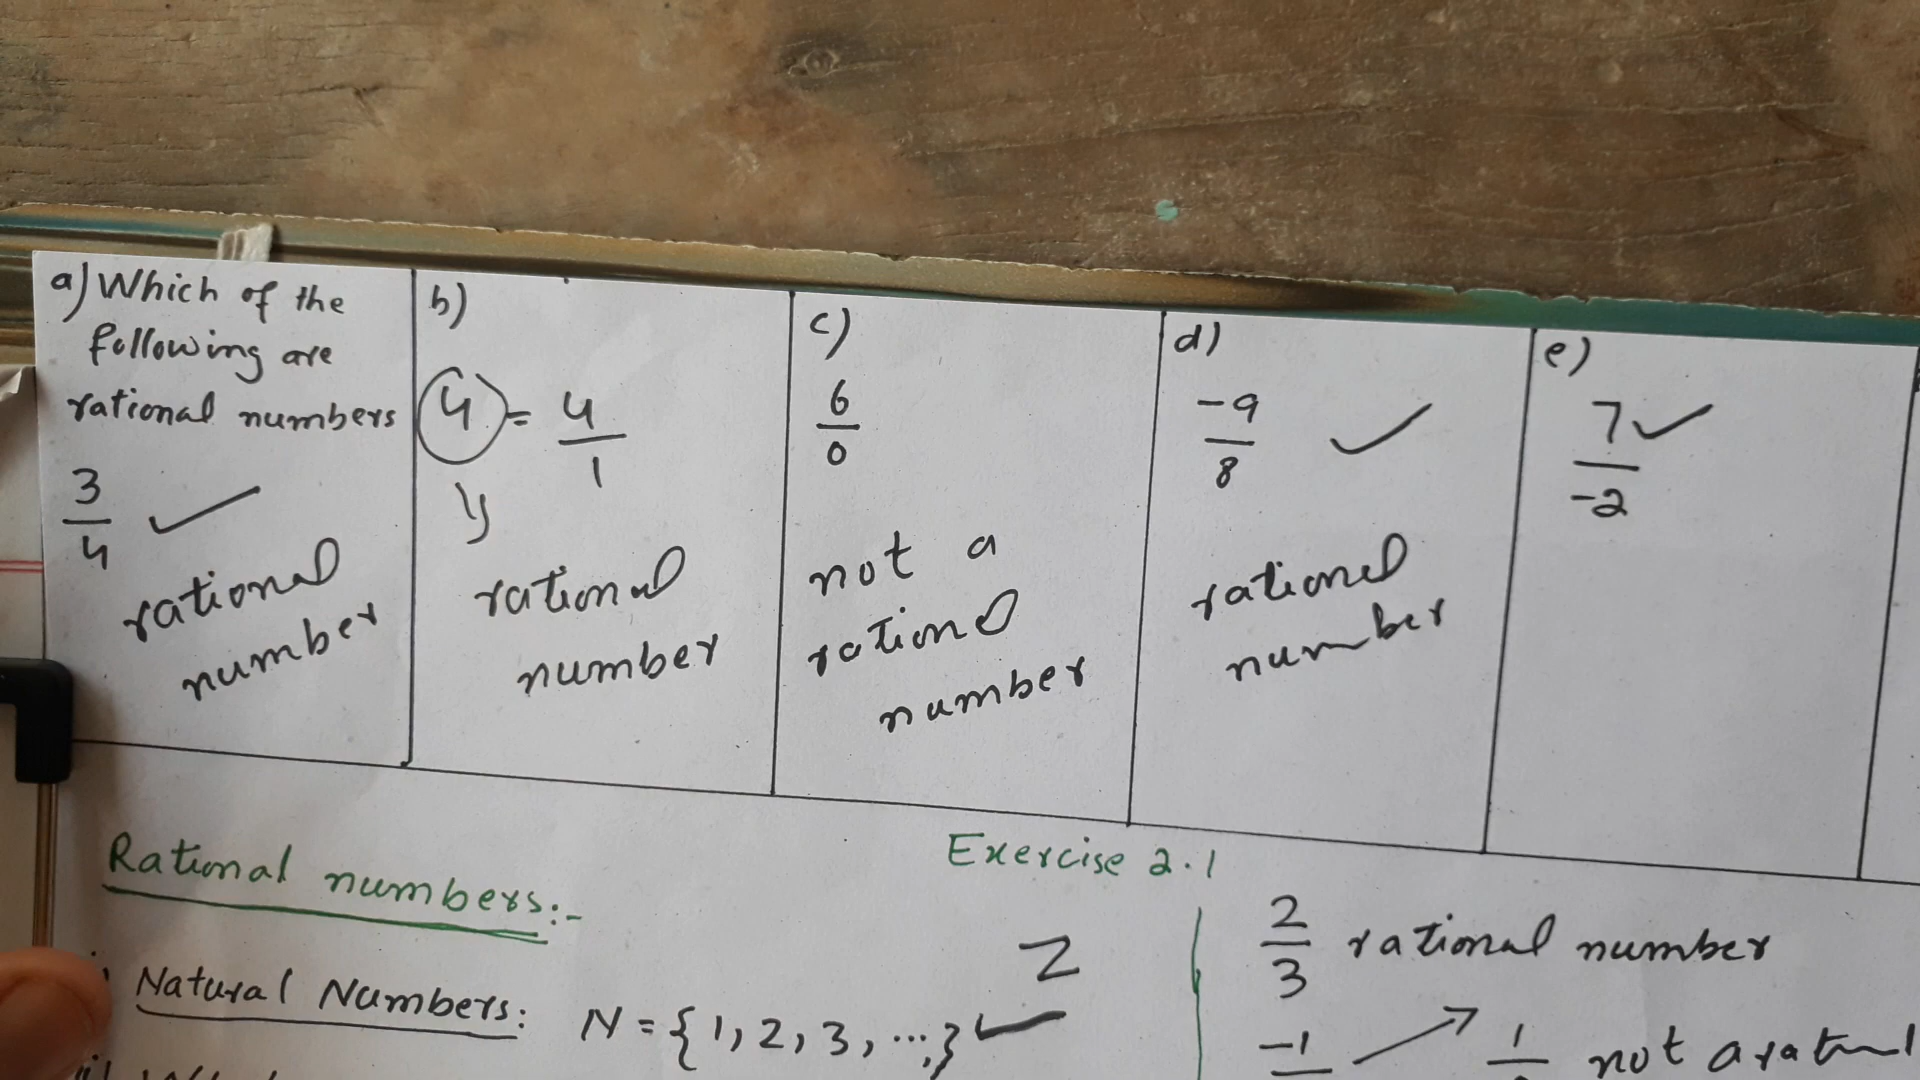 a) Which of the
following are
rational numbers
3/4 ✓
rational
number
b)
4 = 4/1
rational
number
c)
6/0
not a
rational
number
d)
-9/8 ✓
rational
number
e)
7/-2 ✓
Rational numbers:-
Exercise 2.1
Z
Natural Numbers: N = {1, 2, 3, ...,} ✓
2/3 rational number
-1
1
not a